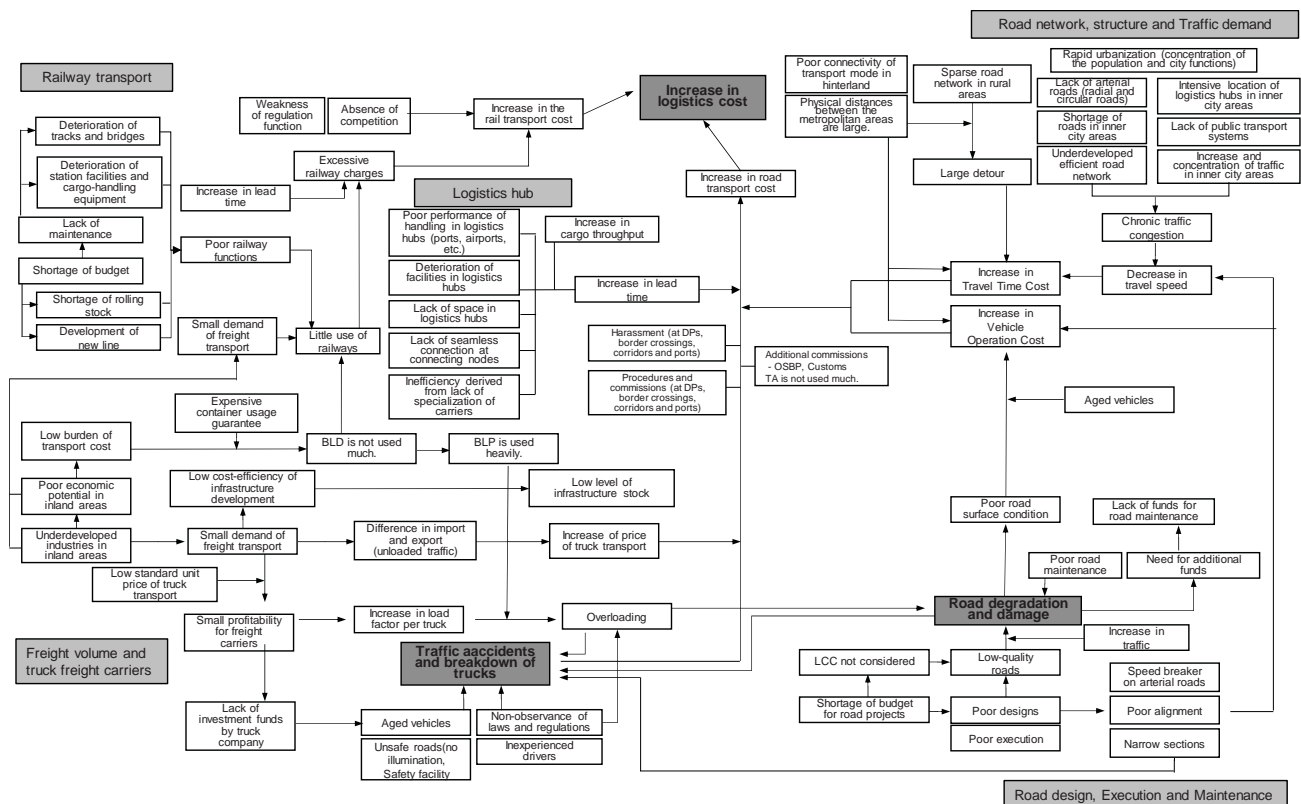 Road network, structure and Traffic demand
Railway transport
Increase in
logistics cost
Poor connectivity of
transport mode in
hinterland
Physical distances
between the
metropolitan areas
are large.
Sparse road
network in rural
areas
Rapid urbanization (concentration of
the population and city functions)
Lack of arterial
roads (radial and
circular roads)
Intensive location of
logistics hubs in inner
city areas
Shortage of
roads in inner
city areas
Lack of public transport
systems
Underdeveloped
efficient road
network
Increase and
concentration of traffic
in inner city areas
Weakness
of regulation
function
Absence of
competition
Increase in the
rail transport cost
Deterioration of
tracks and bridges
Deterioration of
station facilities and
cargo-handling
equipment
Lack of
maintenance
Shortage of budget
Shortage of rolling
stock
Development of
new line
Excessive
railway charges
Increase in lead
time
Poor railway
functions
Small demand
of freight
transport
Little use of
railways
Logistics hub
Poor performance of
handling in logistics
hubs (ports, airports,
etc.)
Deterioration of
facilities in logistics
hubs
Lack of space in
logistics hubs
Lack of seamless
connection at
connecting nodes
Inefficiency derived
from lack of
specialization of
carriers
Increase in
cargo throughput
Increase in lead
time
Increase in road
transport cost
Large detour
Chronic traffic
congestion
Increase in
Travel Time Cost
Decrease in
travel speed
Increase in
Vehicle
Operation Cost
Harassment (at DPs,
border crossings,
corridors and ports)
Procedures and
commissions (at DPs,
border crossings,
corridors and ports)
Additional commissions
- OSBP, Customs
TA is not used much.
Aged vehicles
Expensive
container usage
guarantee
Low burden of
transport cost
BLD is not used
much.
BLP is used
heavily.
Low cost-efficiency of
infrastructure
development
Low level of
infrastructure stock
Poor economic
potential in
inland areas
Underdeveloped
industries in
inland areas
Small demand of
freight transport
Difference in import
and export
(unloaded traffic)
Increase of price
of truck transport
Low standard unit
price of truck
transport
Poor road
surface condition
Lack of funds for
road maintenance
Poor road
maintenance
Need for additional
funds
Small profitability
for freight
carriers
Increase in load
factor per truck
Overloading
Road degradation
and damage
Freight volume and
truck freight carriers
Traffic aaccidents
and breakdown of
trucks
Increase in
traffic
LCC not considered
Low-quality
roads
Speed breaker
on arterial roads
Shortage of budget
for road projects
Poor designs
Poor alignment
Poor execution
Narrow sections
Lack of
investment funds
by truck
company
Aged vehicles
Non-observance of
laws and regulations
Unsafe roads(no
illumination,
Safety facility
Inexperienced
drivers
Road design, Execution and Maintenance